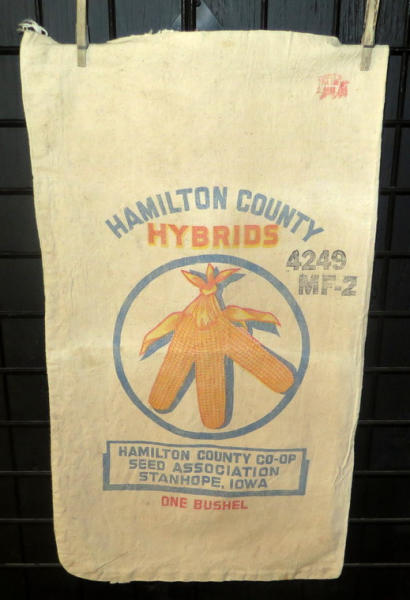 HAMILTON COUNTY
HYBRIDS
4249
MF-2
HAMILTON COUNTY CO-OP
SEED ASSOCIATION
STANHOPE, IOWA
ONE BUSHEL